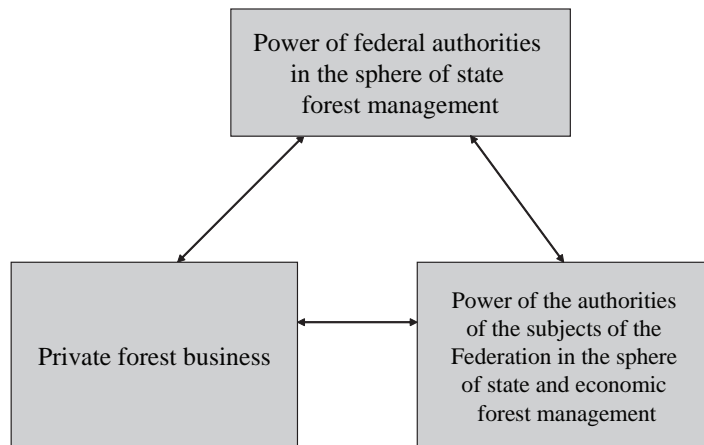 Power of federal authorities
in the sphere of state
forest management
Private forest business
Power of the authorities
of the subjects of the
Federation in the sphere
of state and economic
forest management